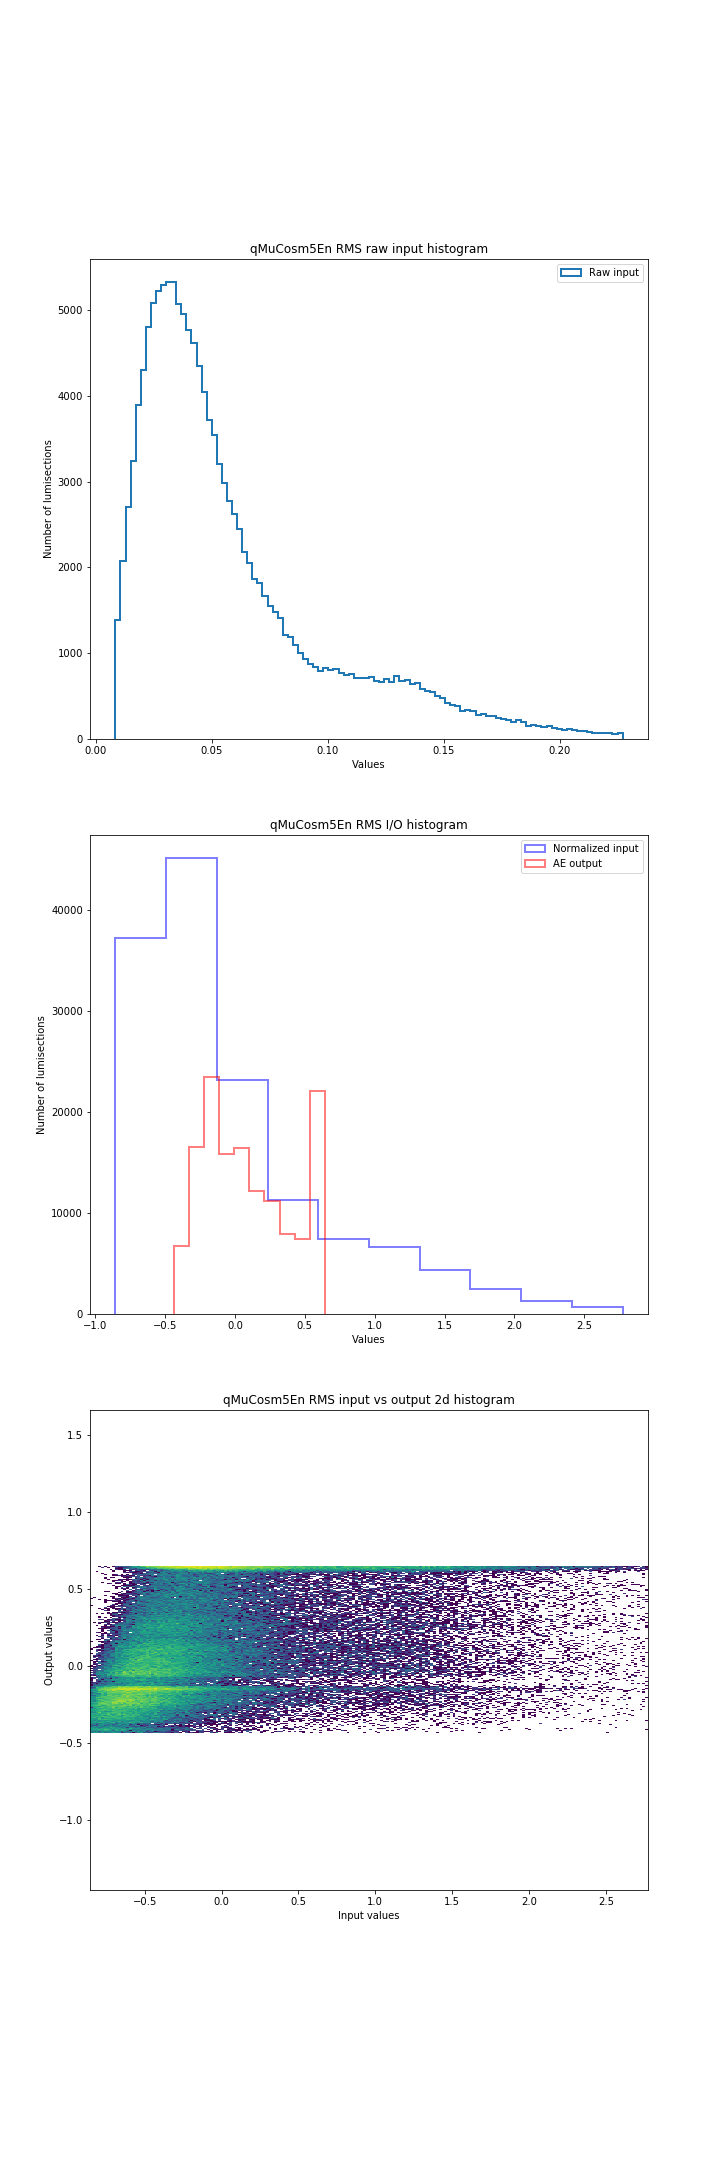 qMuCosm5En RMS raw input histogram
Raw input
5000
4000
3000
2000
1000
0
Number of lumisections
0.00 0.05 0.10 0.15 0.20
Values
qMuCosm5En RMS I/O histogram
Normalized input
AE output
40000
30000
20000
10000
0
Number of lumisections
−1.0 −0.5 0.0 0.5 1.0 1.5 2.0 2.5
Values
qMuCosm5En RMS input vs output 2d histogram
1.5
1.0
0.5
0.0
−0.5
−1.0
Output values
−0.5 0.0 0.5 1.0 1.5 2.0 2.5
Input values